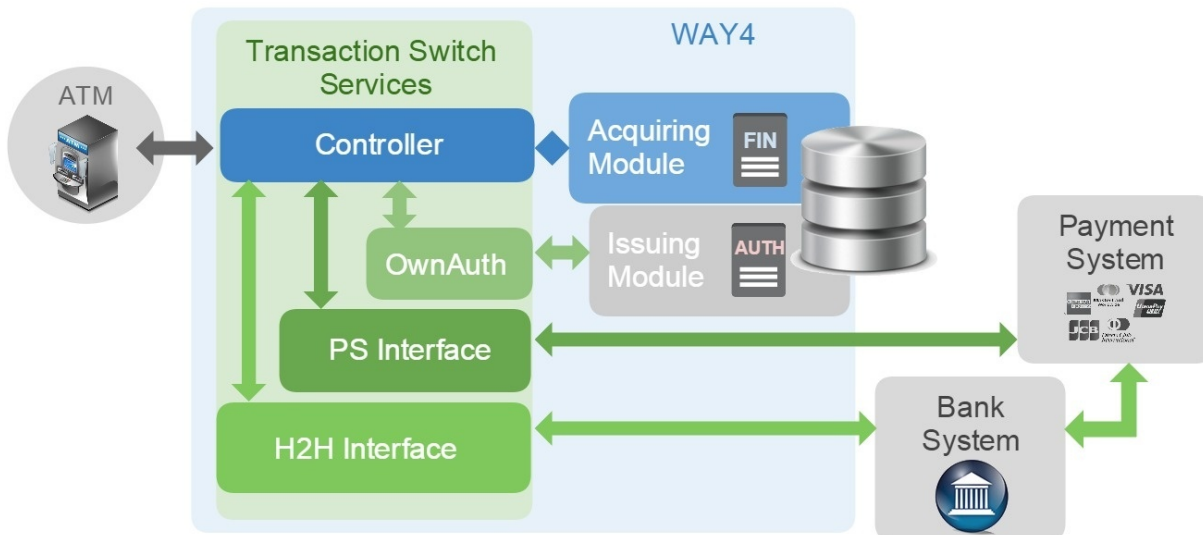 WAY4
Transaction Switch
Services
ATM
Controller
Acquiring
Module
FIN
OwnAuth
Issuing
Module
AUTH
Payment
System
VISA
JCB
PS Interface
Bank
System
H2H Interface